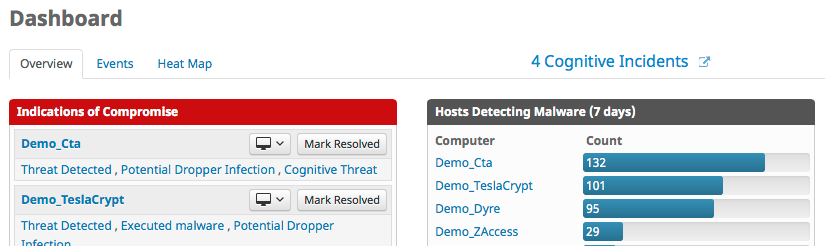 Dashboard
Overview Events Heat Map 4 Cognitive Incidents
Indications of Compromise
Demo_Cta Mark Resolved
Threat Detected , Potential Dropper Infection , Cognitive Threat
Demo_TeslaCrypt Mark Resolved
Threat Detected , Executed malware , Potential Dropper
Infection
Hosts Detecting Malware (7 days)
Computer Count
Demo_Cta 132
Demo_TeslaCrypt 101
Demo_Dyre 95
Demo_ZAccess 29